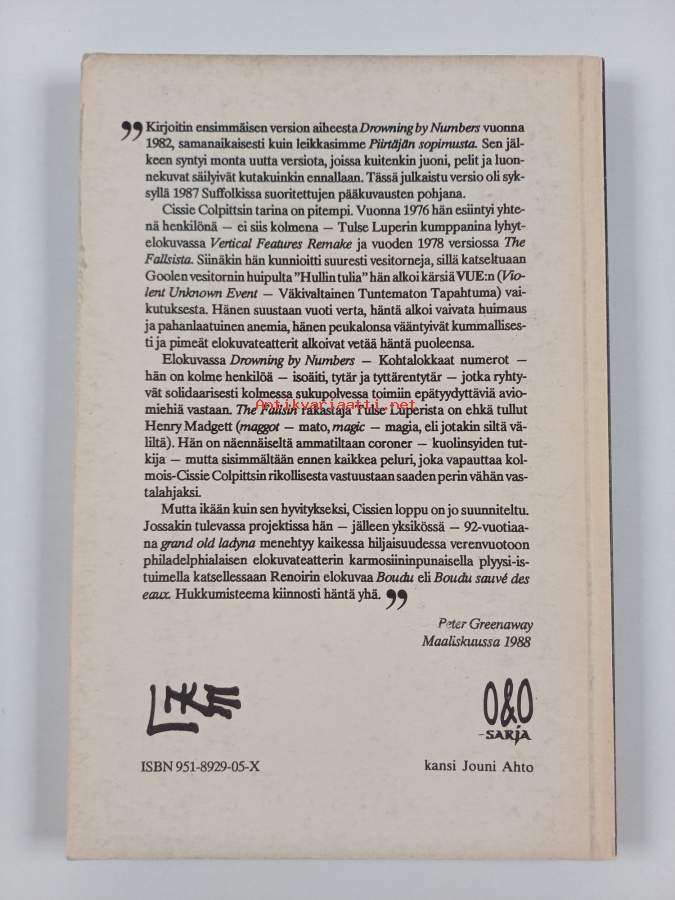 ”Kirjoitin ensimmäisen version aiheesta Drowning by Numbers vuonna
1982, samanaikaisesti kuin leikkasimme Piirtäjän sopimusta. Sen jäl-
keen syntyi monta uutta versiota, joissa kuitenkin juoni, pelit ja luon-
nekuvat säilyivät kutakuinkin ennallaan. Tässä julkaistu versio oli syk-
syllä 1987 Suffolkissa suoritettujen pääkuvausten pohjana.
Cissie Colpittsin tarina on pitempi. Vuonna 1976 hän esiintyi yhte-
nä henkilönä — ei siis kolmena — Tulse Luperin kumppanina lyhyt-
elokuvassa Vertical Features Remake ja vuoden 1978 versiossa The
Fallsista. Siinäkin hän kunnioitti suuresti vesitorneja, sillä katseltuaan
Goolen vesitornin huipulta ”Hullin tulia” hän alkoi kärsiä VUE:n (Vio-
lent Unknown Event — Väkivaltainen Tuntematon Tapahtuma) vai-
kutuksesta. Hänen suustaan vuoti verta, häntä alkoi vaivata huimaus
ja pahanlaatuinen anemia, hänen peukalonsa vääntyivät kummallises-
ti ja pimeät elokuvateatterit alkoivat vetää häntä puoleensa.
Elokuvassa Drowning by Numbers — Kohtalokkaat numerot —
hän on kolme henkilöä — isoäiti, tytär ja tyttärentytär — jotka ryhty-
vät solidaarisesti kolmessa sukupolvessa toimiin epätyydyttäviä avio-
miehiä vastaan. The Fallsin rakastaja Tulse Luperista on ehkä tullut
Antikvariaatti.net
Henry Madgett (maggot — mato, magic — magia, eli jotakin siltä vä-
liltä). Hän on näennäiseltä ammatiltaan coroner — kuolinsyiden tut-
kija — mutta sisimmältään ennen kaikkea peluri, joka vapauttaa kol-
mois-Cissie Colpittsin rikollisesta vastuustaan saaden perin vähän vas-
talahjaksi.
Mutta ikään kuin sen hyvitykseksi, Cissien loppu on jo suunniteltu.
Jossakin tulevassa projektissa hän — jälleen yksikössä — 92-vuotiaa-
na grand old ladyna menehtyy kaikessa hiljaisuudessa verenvuotoon
philadelphialaisen elokuvateatterin karmosiininpunaisella plyysi-is-
tuimella katsellessaan Renoirin elokuvaa Boudu eli Boudu sauvé des
eaux. Hukkumisteema kiinnosti häntä yhä.”
Peter Greenaway
Maaliskuussa 1988
LIKE
O&O
-SARJA
ISBN 951-8929-05-X
kansi Jouni Ahto